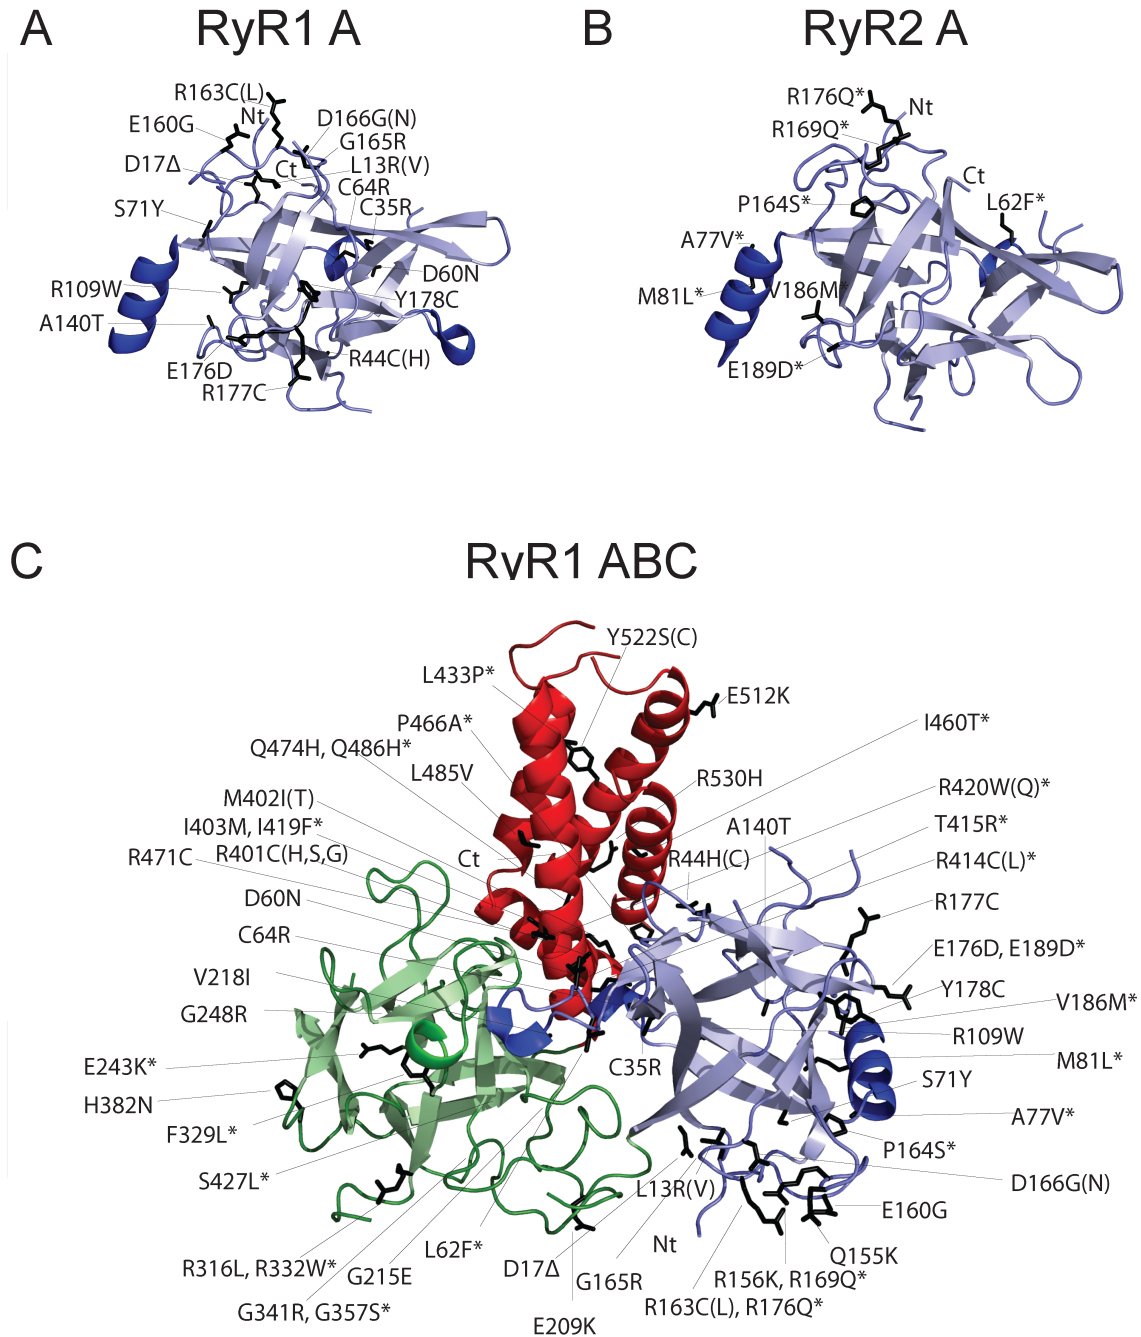 A
RyR1 A
B
RyR2 A
R163C(L)
Nt
E160G
D166G(N)
G165R
D17Δ
Ct
L13R(V)
C64R
S71Y
C35R
D60N
R109W
Y178C
A140T
R44C(H)
E176D
R177C
R176Q*
Nt
R169Q*
Ct
P164S*
L62F*
A77V*
M81L*
V186M*
E189D*
C
RyR1 ABC
Y522S(C)
L433P*
E512K
P466A*
I460T*
Q474H, Q486H*
L485V
R530H
R420W(Q)*
M402I(T)
I403M, I419F*
A140T
T415R*
R471C
R401C(H,S,G)
Ct
R44H(C)
R414C(L)*
D60N
R177C
C64R
E176D, E189D*
V218I
Y178C
V186M*
G248R
R109W
E243K*
C35R
M81L*
S71Y
H382N
A77V*
F329L*
P164S*
S427L*
L13R(V)
D166G(N)
E160G
L62F*
Nt
Q155K
R316L, R332W*
G215E
D17Δ
G165R
R156K, R169Q*
G341R, G357S*
R163C(L), R176Q*
E209K